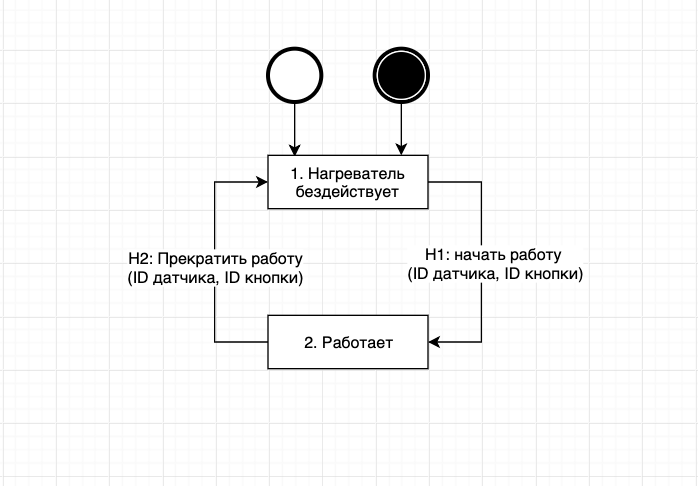 1. Нагреватель
бездействует
H2: Прекратить работу
(ID датчика, ID кнопки)
H1: начать работу
(ID датчика, ID кнопки)
2. Работает